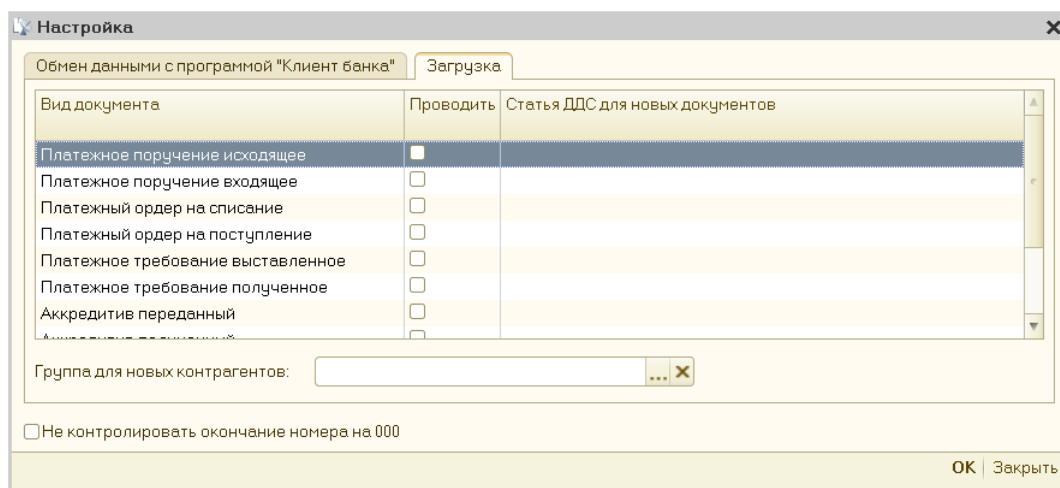 Настройка
Обмен данными с программой "Клиент банка" Загрузка
Вид документа Проводить Статья ДДС для новых документов
Платежное поручение исходящее
Платежное поручение входящее
Платежный ордер на списание
Платежный ордер на поступление
Платежное требование выставленное
Платежное требование полученное
Аккредитив переданный
Группа для новых контрагентов: ...
Не контролировать окончание номера на 000
ОК Закрыть